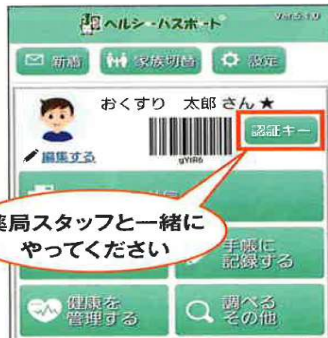 ヘルシーパスポート
Ver.5.1.0
新着 家族切替 設定
おくすり 太郎 さん ★
認証キー
編集する
gYtR6
薬局スタッフと一緒に
やってください
手帳に
記録する
健康を
管理する
調べる
その他